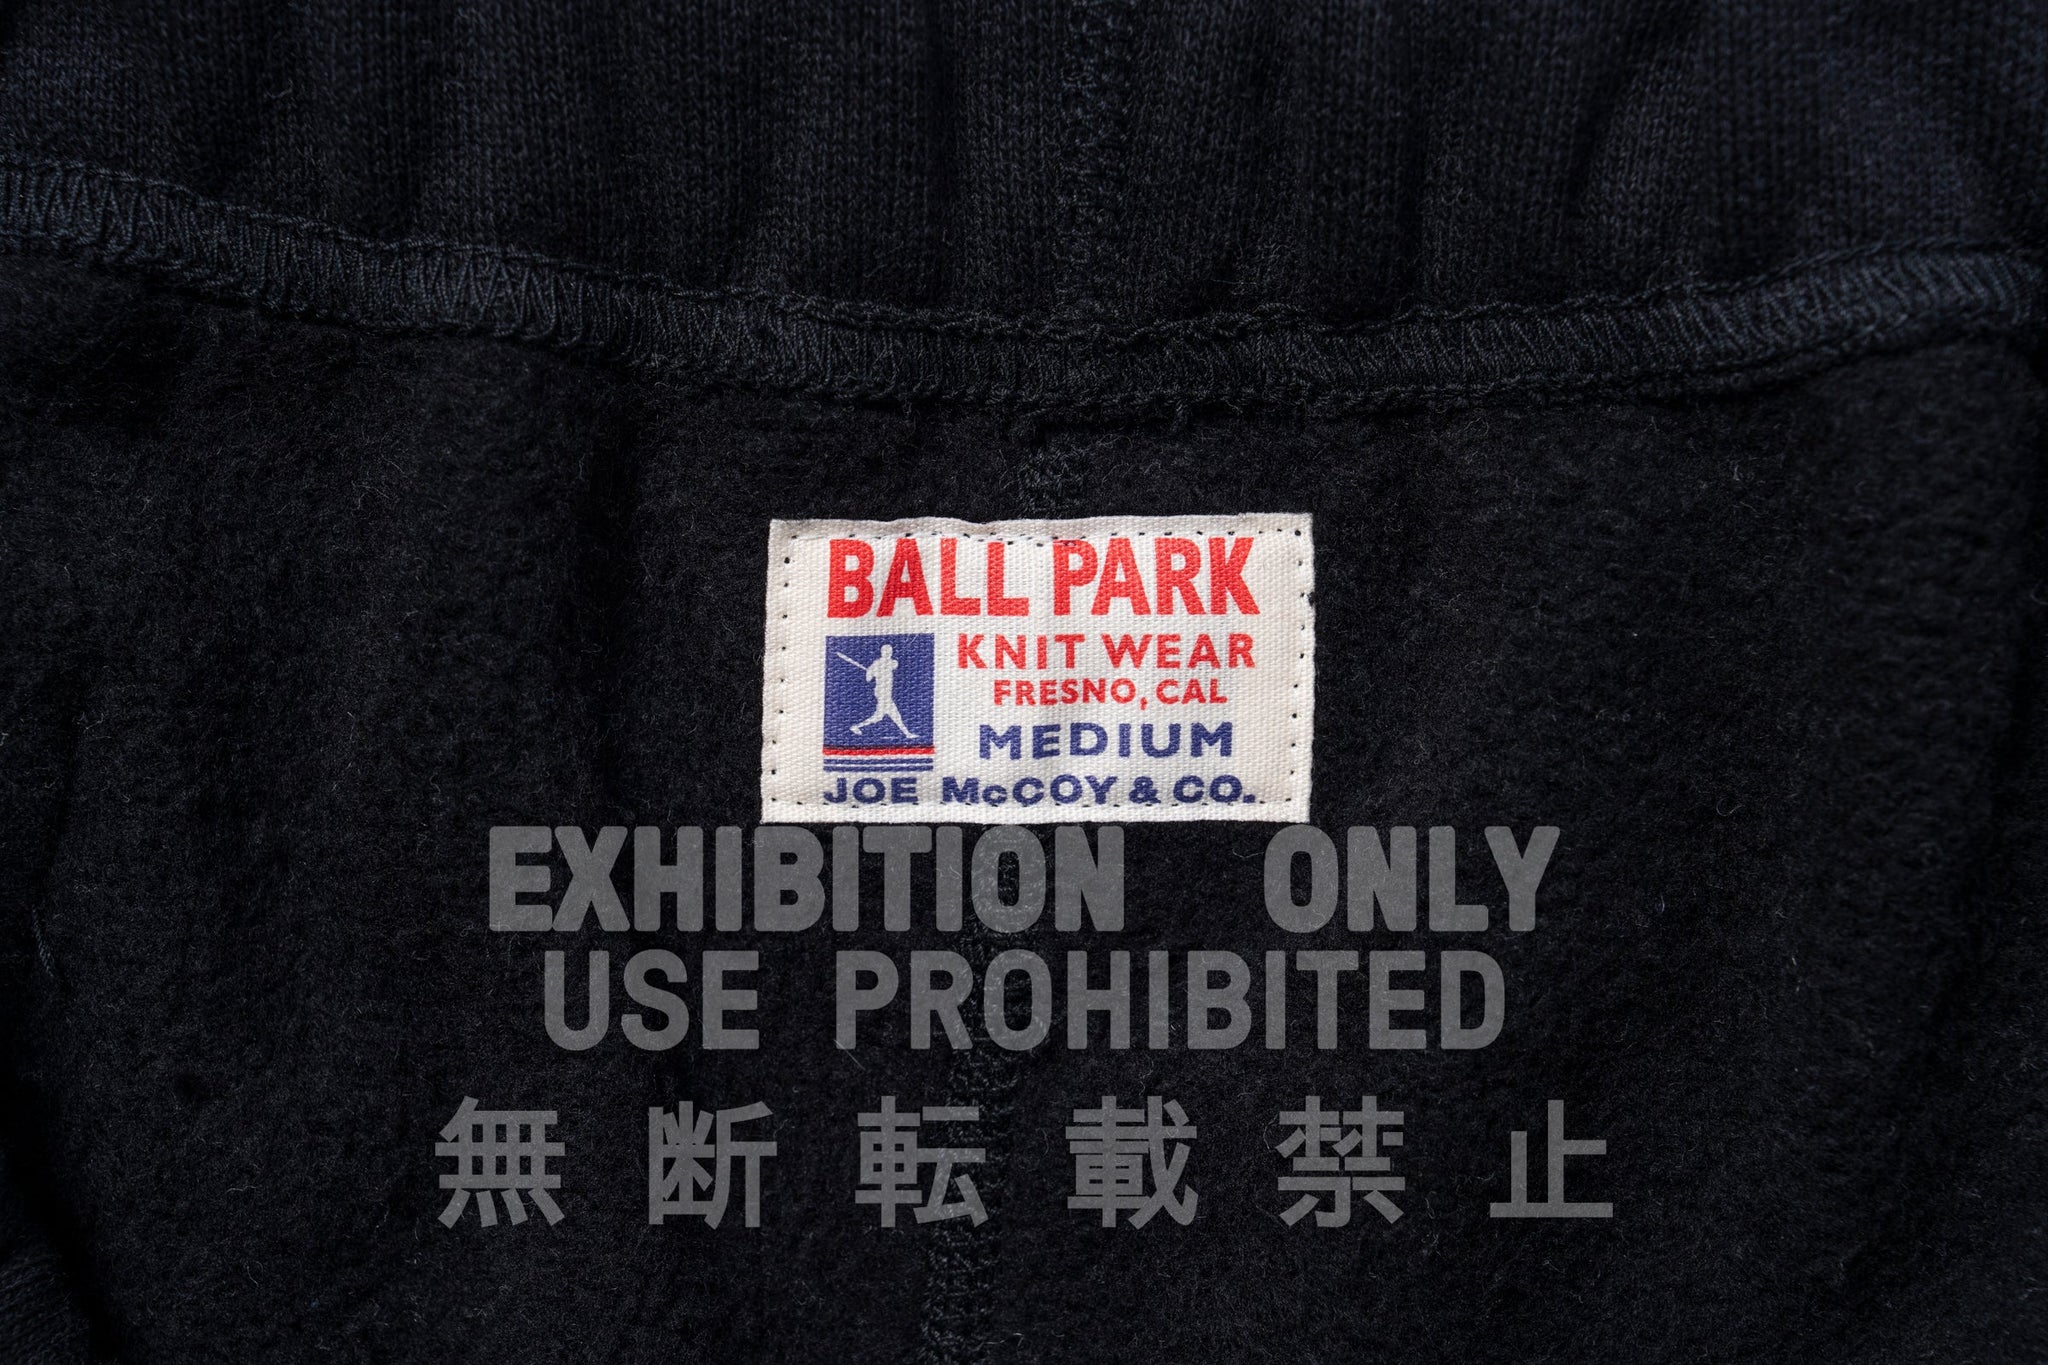 BALL PARK
KNIT WEAR
FRESNO, CAL
MEDIUM
JOE McCOY & CO.
EXHIBITION ONLY
USE PROHIBITED
無断転載禁止